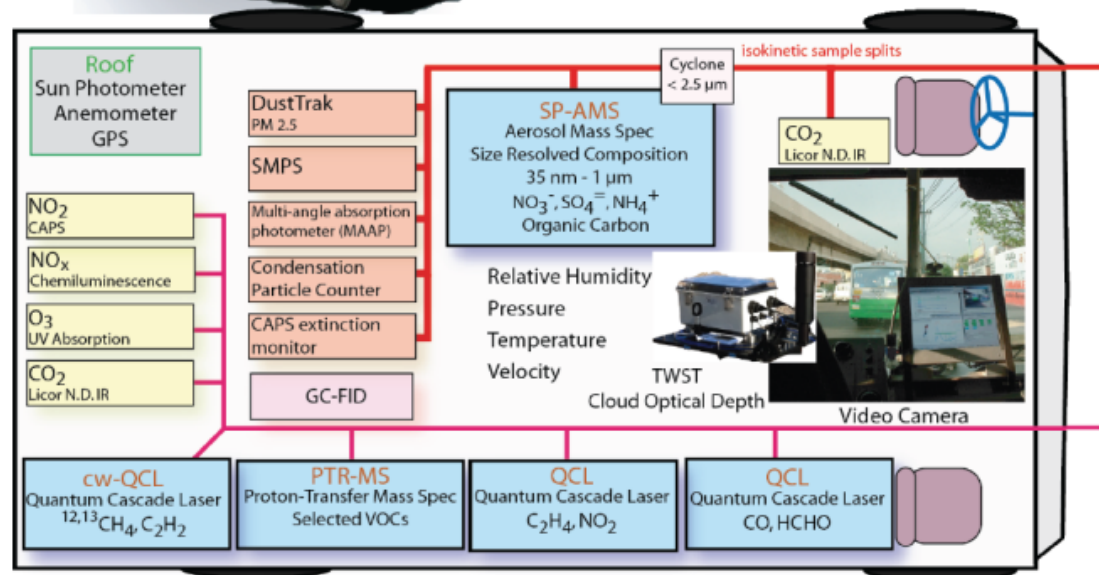 isokinetic sample splits
Roof
Sun Photometer
Anemometer
GPS
Cyclone
< 2.5 µm
DustTrak
PM 2.5
SMPS
Multi-angle absorption
photometer (MAAP)
Condensation
Particle Counter
CAPS extinction
monitor
GC-FID
SP-AMS
Aerosol Mass Spec
Size Resolved Composition
35 nm - 1 µm
NO₃⁻, SO₄⁼, NH₄⁺
Organic Carbon
CO₂
Licor N.D. IR
NO₂
CAPS
NOₓ
Chemiluminescence
O₃
UV Absorption
CO₂
Licor N.D. IR
Relative Humidity
Pressure
Temperature
Velocity
TWST
Cloud Optical Depth
Video Camera
cw-QCL
Quantum Cascade Laser
¹²,¹³CH₄, C₂H₂
PTR-MS
Proton-Transfer Mass Spec
Selected VOCs
QCL
Quantum Cascade Laser
C₂H₄, NO₂
QCL
Quantum Cascade Laser
CO, HCHO